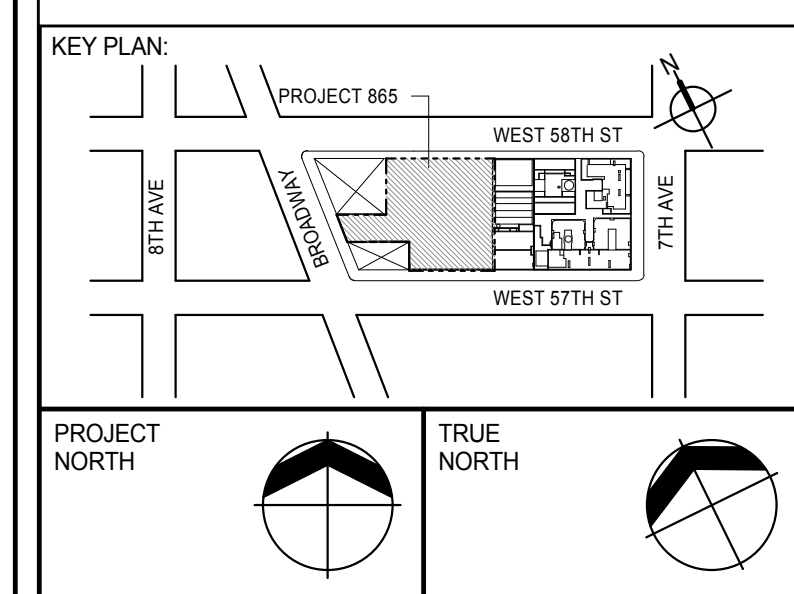 KEY PLAN:
N
PROJECT 865
WEST 58TH ST
8TH AVE
BROADWAY
7TH AVE
WEST 57TH ST
PROJECT
NORTH
TRUE
NORTH